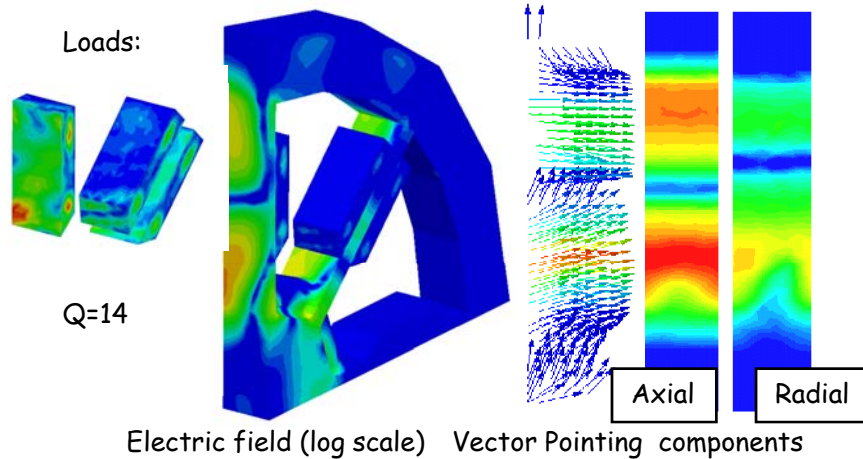 Loads:
Q=14
Axial
Radial
Electric field (log scale) Vector Pointing components